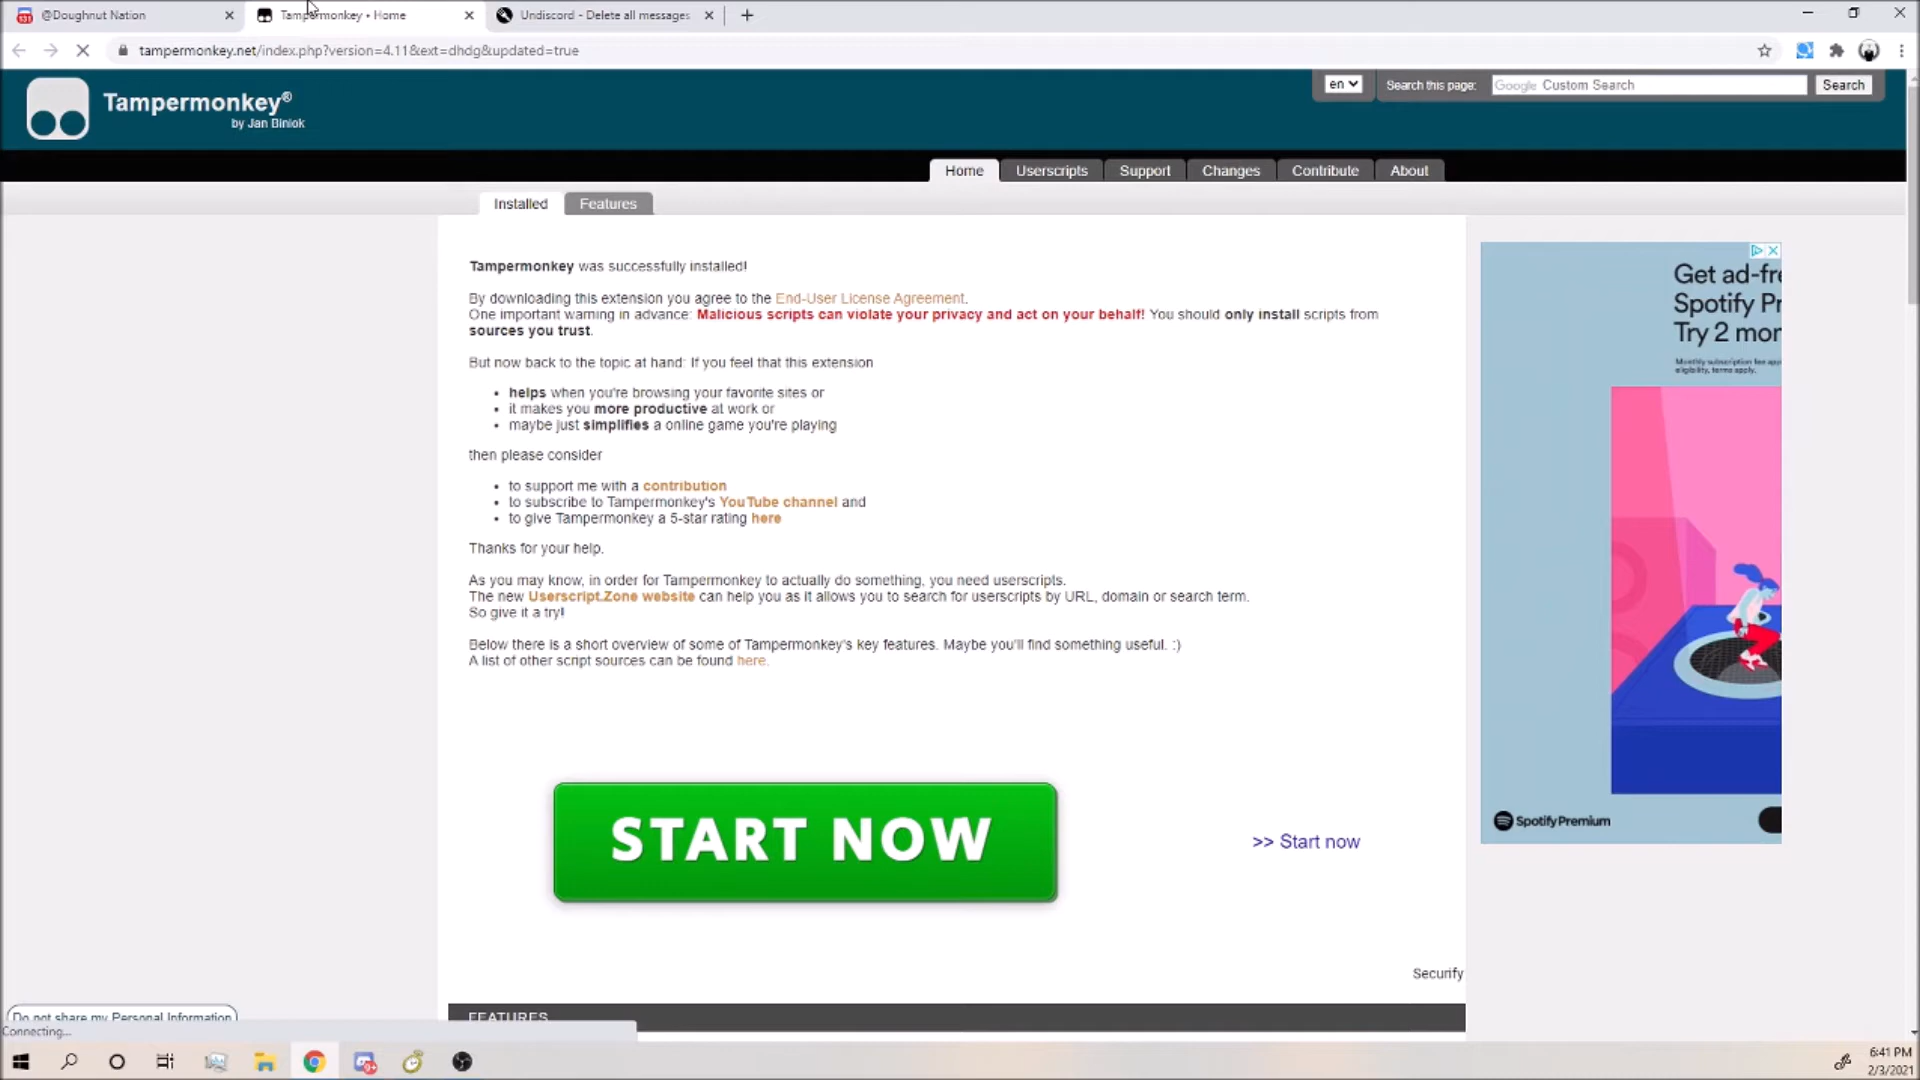 @Doughnut Nation
Tampermonkey • Home
Undiscord - Delete all messages
tampermonkey.net/index.php?version=4.11&ext=dhdg&updated=true
Tampermonkey®
by Jan Biniok
en
Search this page:
Google Custom Search
Search
Home
Userscripts
Support
Changes
Contribute
About
Installed
Features
Tampermonkey was successfully installed!
By downloading this extension you agree to the End-User License Agreement.
One important warning in advance: Malicious scripts can violate your privacy and act on your behalf! You should only install scripts from
sources you trust.
But now back to the topic at hand: If you feel that this extension
• helps when you're browsing your favorite sites or
• it makes you more productive at work or
• maybe just simplifies a online game you're playing
then please consider
• to support me with a contribution
• to subscribe to Tampermonkey's YouTube channel and
• to give Tampermonkey a 5-star rating here
Thanks for your help.
As you may know, in order for Tampermonkey to actually do something, you need userscripts.
The new Userscript.Zone website can help you as it allows you to search for userscripts by URL, domain or search term.
So give it a try!
Below there is a short overview of some of Tampermonkey's key features. Maybe you'll find something useful. :)
A list of other script sources can be found here.
Get ad-fre
Spotify Pr
Try 2 mon
Monthly subscription fee app
eligibility, terms apply.
Spotify Premium
START NOW
>> Start now
Securify
FEATURES
Do not share my Personal Information
Connecting...
6:41 PM
2/3/2021